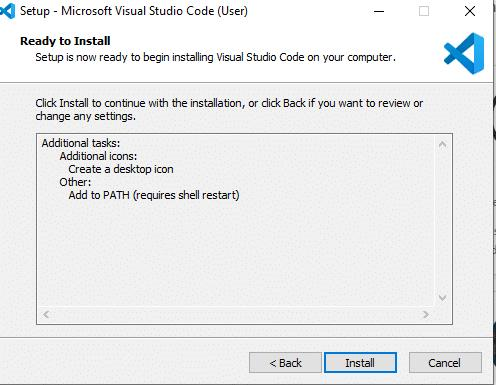 Setup - Microsoft Visual Studio Code (User)
Ready to Install
Setup is now ready to begin installing Visual Studio Code on your computer.
Click Install to continue with the installation, or click Back if you want to review or
change any settings.
Additional tasks:
Additional icons:
Create a desktop icon
Other:
Add to PATH (requires shell restart)
< Back
Install
Cancel